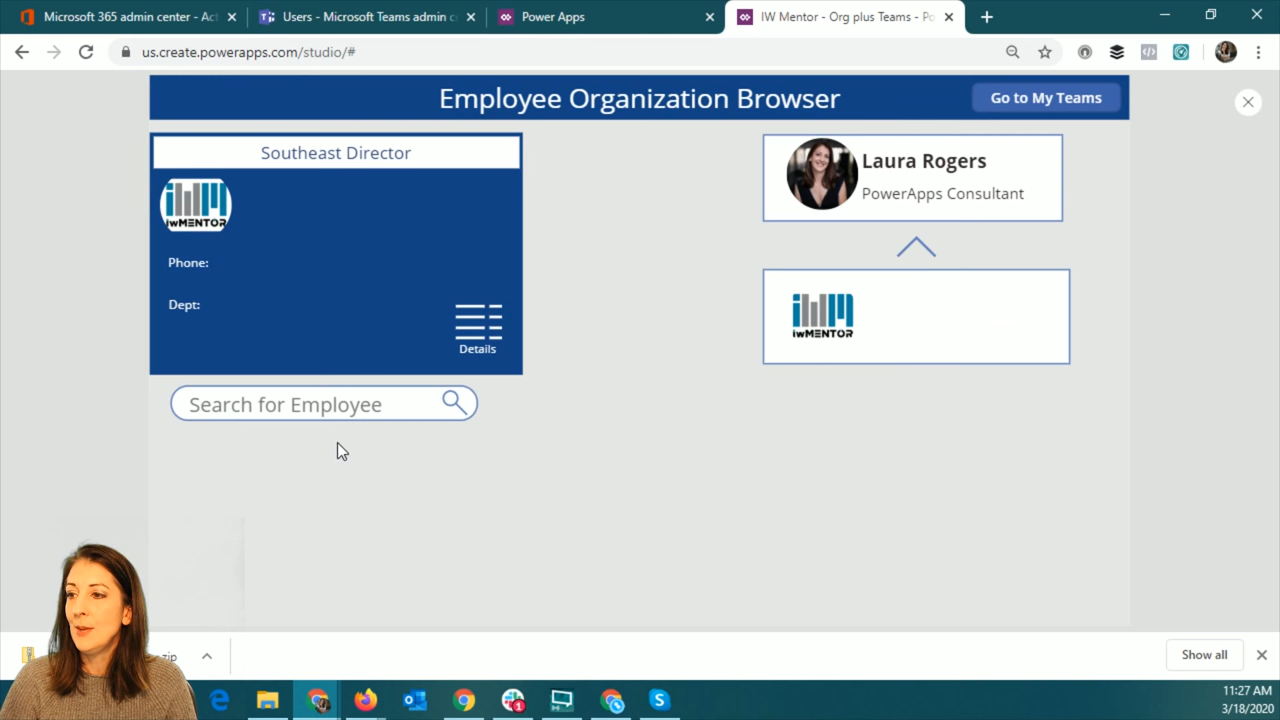 Microsoft 365 admin center - Act
Users - Microsoft Teams admin c
Power Apps
IW Mentor - Org plus Teams - Po
us.create.powerapps.com/studio/#
Employee Organization Browser
Go to My Teams
Southeast Director
iwMENTOR
Phone:
Dept:
Details
Search for Employee
Laura Rogers
PowerApps Consultant
iwMENTOR
zip
Show all
1
S
11:27 AM
3/18/2020